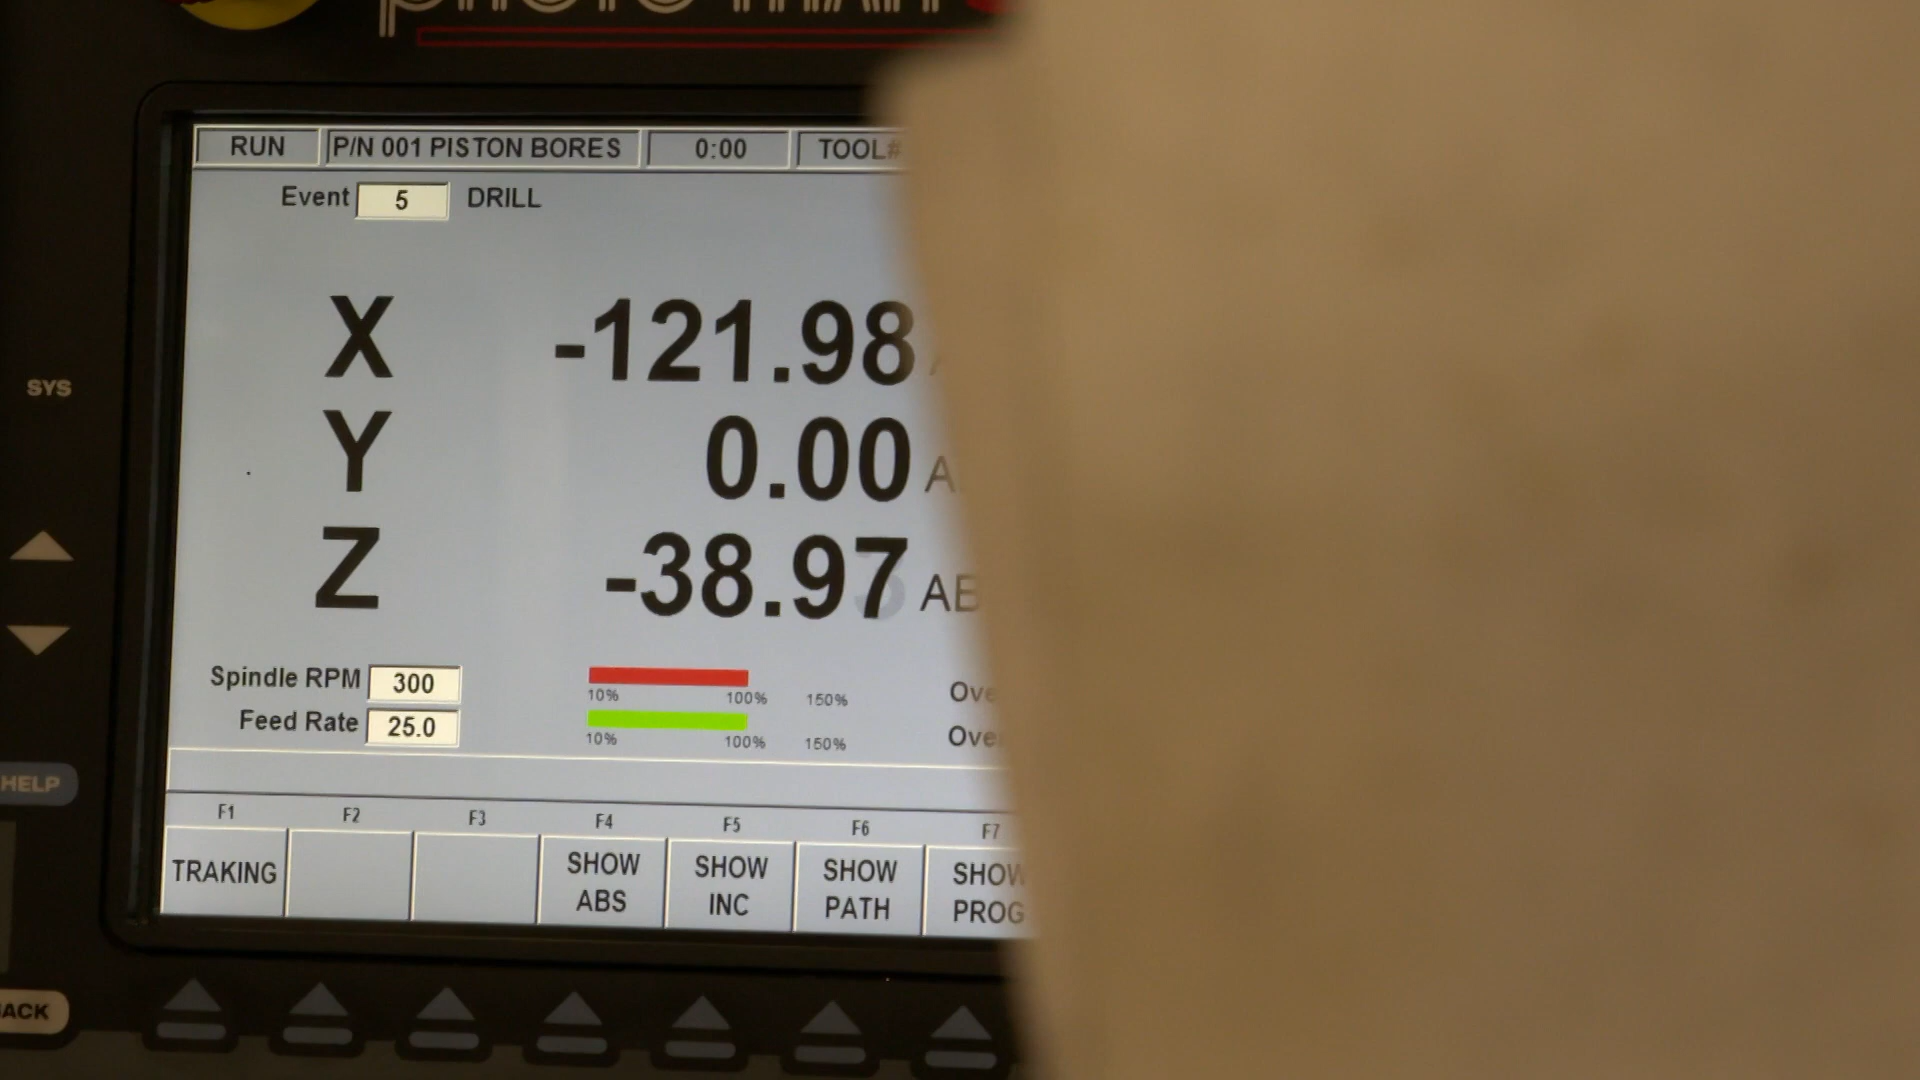 RUN P/N 001 PISTON BORES 0:00 TOOL#
Event 5 DRILL
X -121.98
Y 0.00
Z -38.97
Spindle RPM 300
10% 100% 150%
Feed Rate 25.0
10% 100% 150%
F1 F2 F3 F4 F5 F6 F7
TRAKING
SHOW ABS
SHOW INC
SHOW PATH
SHOW PROG
SYS
HELP